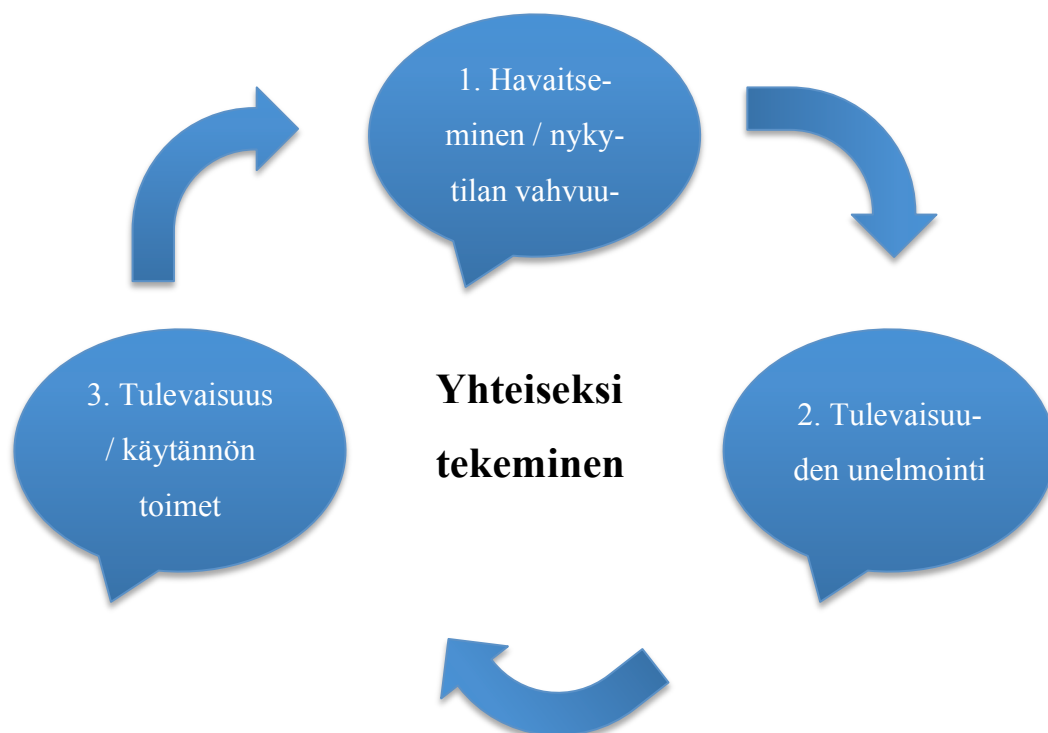 1. Havaitse-
minen / nyky-
tilan vahvuu-
Yhteiseksi
tekeminen
2. Tulevaisuu-
den unelmointi
3. Tulevaisuus
/ käytännön
toimet